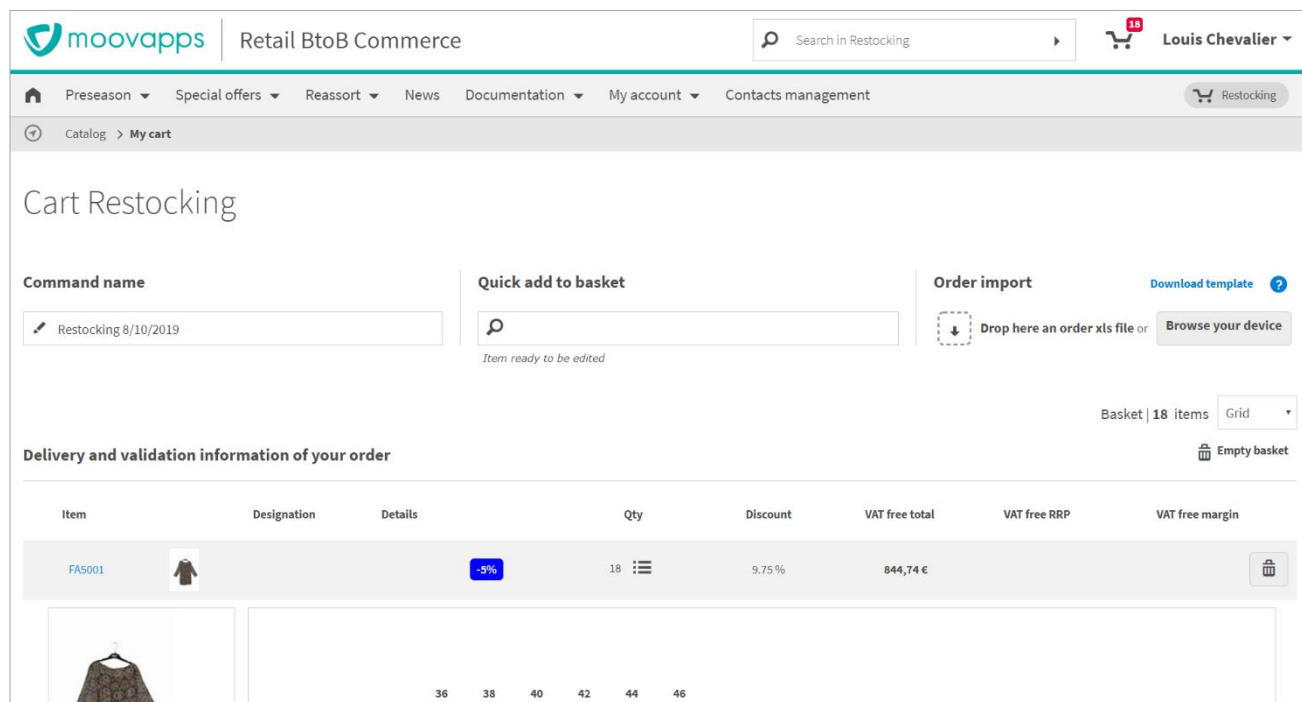 moovapps Retail BtoB Commerce Search in Restocking 18 Louis Chevalier
Preseason Special offers Reassort News Documentation My account Contacts management Restocking
Catalog > My cart
Cart Restocking
Command name Quick add to basket Order import Download template ?
Restocking 8/10/2019 Drop here an order xls file or Browse your device
Item ready to be edited
Basket | 18 items Grid
Delivery and validation information of your order Empty basket
Item Designation Details Qty Discount VAT free total VAT free RRP VAT free margin
FA5001 -5% 18 9.75 % 844,74 €
36 38 40 42 44 46